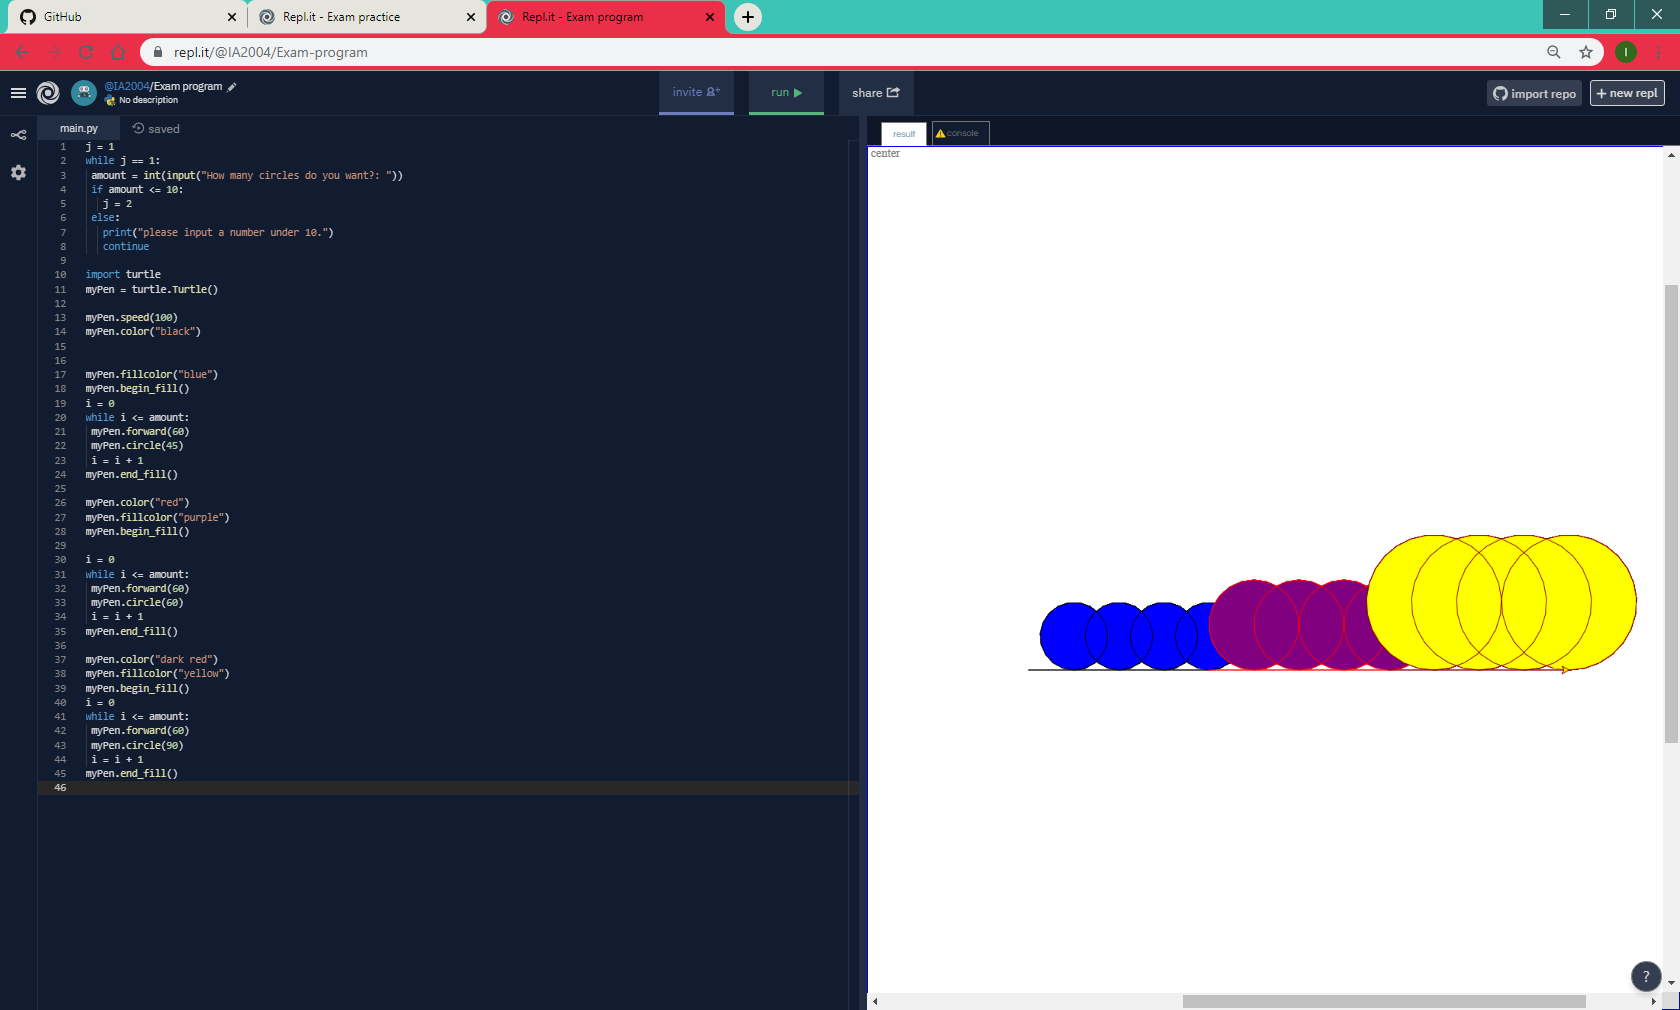 GitHub
Repl.it - Exam practice
Repl.it - Exam program
repl.it/@IA2004/Exam-program
I
@IA2004/Exam program
No description
invite
run
share
import repo
+ new repl
main.py
saved
result
console
center
1 j = 1
2 while j == 1:
3 amount = int(input("How many circles do you want?: "))
4 if amount <= 10:
5 j = 2
6 else:
7 print("please input a number under 10.")
8 continue
9
10 import turtle
11 myPen = turtle.Turtle()
12
13 myPen.speed(100)
14 myPen.color("black")
15
16
17 myPen.fillcolor("blue")
18 myPen.begin_fill()
19 i = 0
20 while i <= amount:
21 myPen.forward(60)
22 myPen.circle(45)
23 i = i + 1
24 myPen.end_fill()
25
26 myPen.color("red")
27 myPen.fillcolor("purple")
28 myPen.begin_fill()
29
30 i = 0
31 while i <= amount:
32 myPen.forward(60)
33 myPen.circle(60)
34 i = i + 1
35 myPen.end_fill()
36
37 myPen.color("dark red")
38 myPen.fillcolor("yellow")
39 myPen.begin_fill()
40 i = 0
41 while i <= amount:
42 myPen.forward(60)
43 myPen.circle(90)
44 i = i + 1
45 myPen.end_fill()
46
?